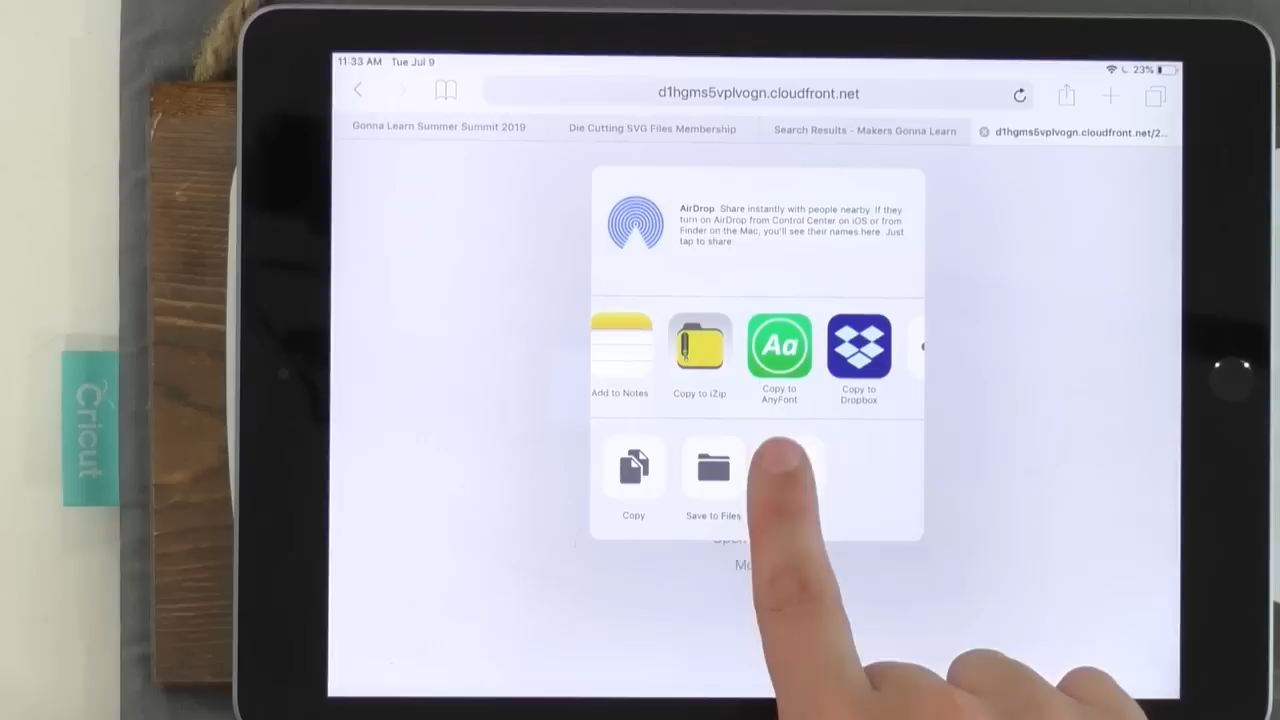 11:33 AM Tue Jul 9
23%
d1hgms5vplvogn.cloudfront.net
Gonna Learn Summer Summit 2019
Die Cutting SVG Files Membership
Search Results - Makers Gonna Learn
d1hgms5vplvogn.cloudfront.net/2...
AirDrop. Share instantly with people nearby. If they
turn on AirDrop from Control Center on iOS or from
Finder on the Mac, you'll see their names here. Just
tap to share.
Aa
Add to Notes
Copy to iZip
Copy to
AnyFont
Copy to
Dropbox
Copy
Save to Files
Cricut